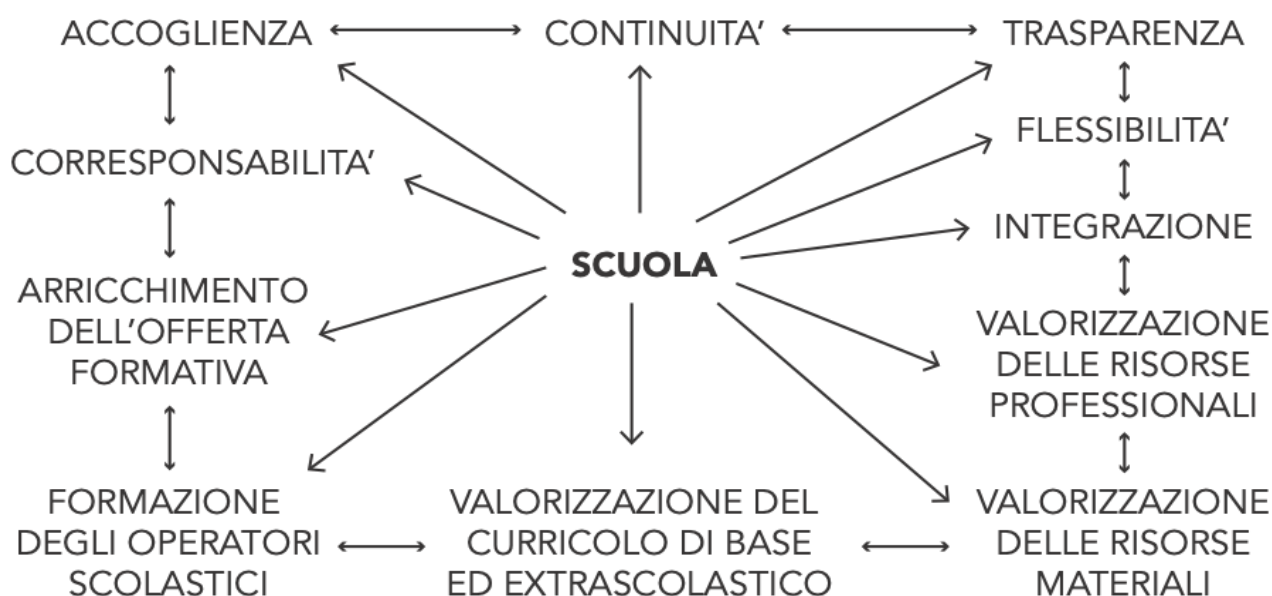 ACCOGLIENZA
CONTINUITA’
TRASPARENZA
FLESSIBILITA’
CORRESPONSABILITA’
INTEGRAZIONE
SCUOLA
ARRICCHIMENTO
DELL’OFFERTA
FORMATIVA
VALORIZZAZIONE
DELLE RISORSE
PROFESSIONALI
FORMAZIONE
DEGLI OPERATORI
SCOLASTICI
VALORIZZAZIONE DEL
CURRICOLO DI BASE
ED EXTRASCOLASTICO
VALORIZZAZIONE
DELLE RISORSE
MATERIALI